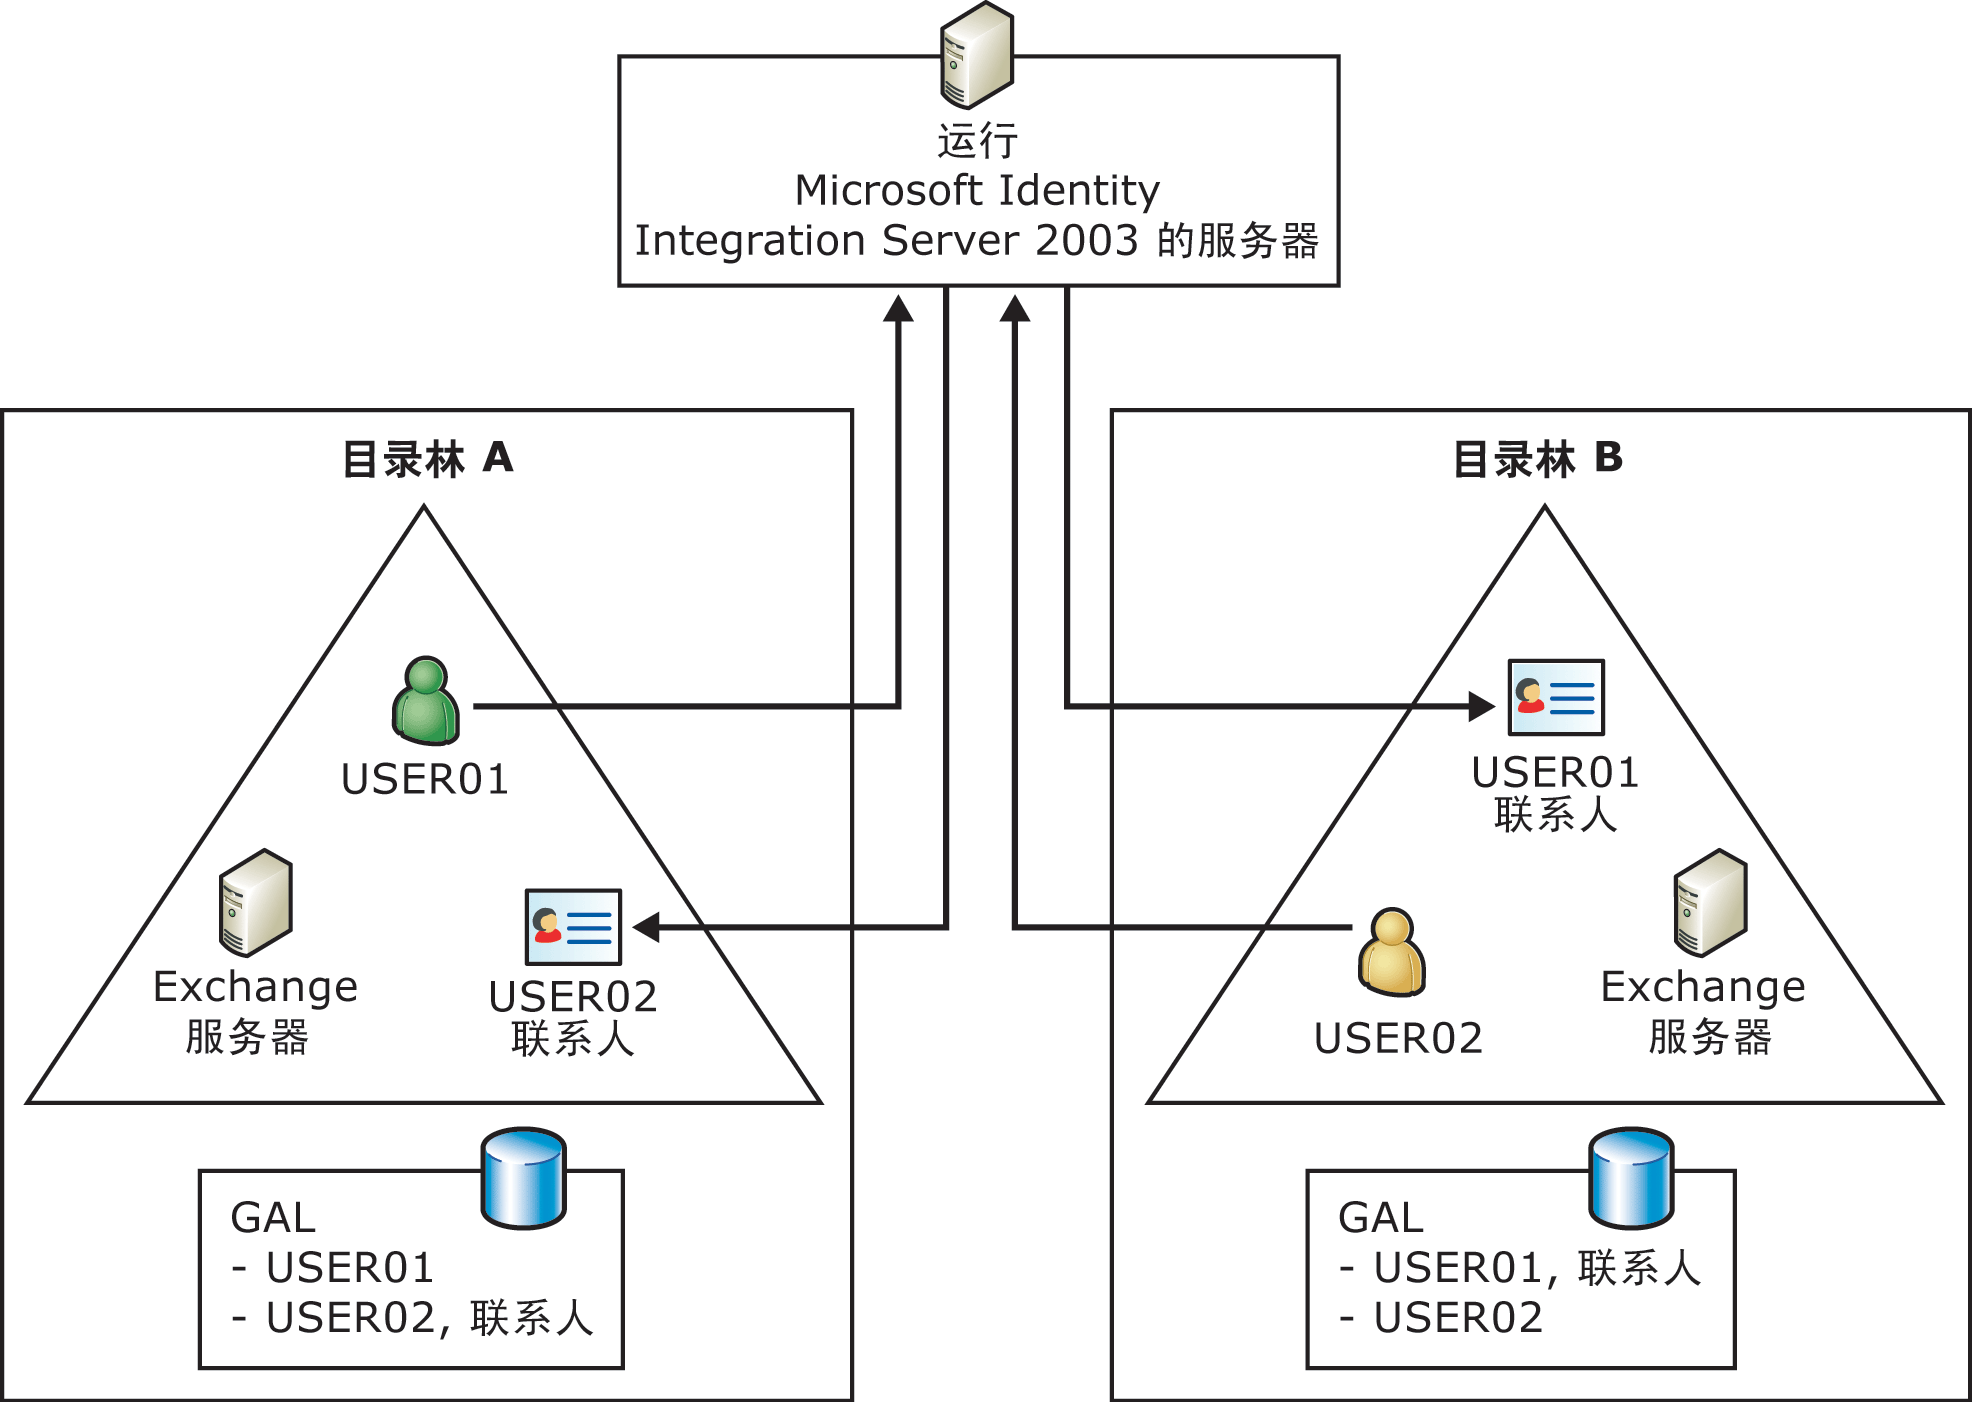 运行
Microsoft Identity
Integration Server 2003 的服务器
目录林 A
USER01
Exchange
服务器
USER02
联系人
GAL
- USER01
- USER02, 联系人
目录林 B
USER01
联系人
USER02
Exchange
服务器
GAL
- USER01, 联系人
- USER02